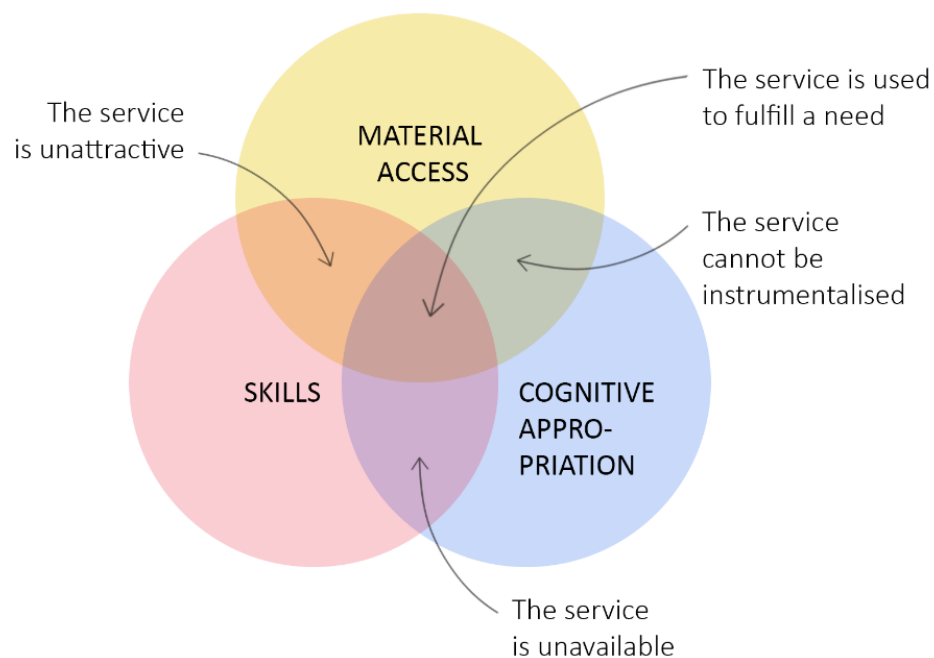 The service
is unattractive
MATERIAL
ACCESS
The service is used
to fulfill a need
The service
cannot be
instrumentalised
SKILLS
COGNITIVE
APPRO-
PRIATION
The service
is unavailable